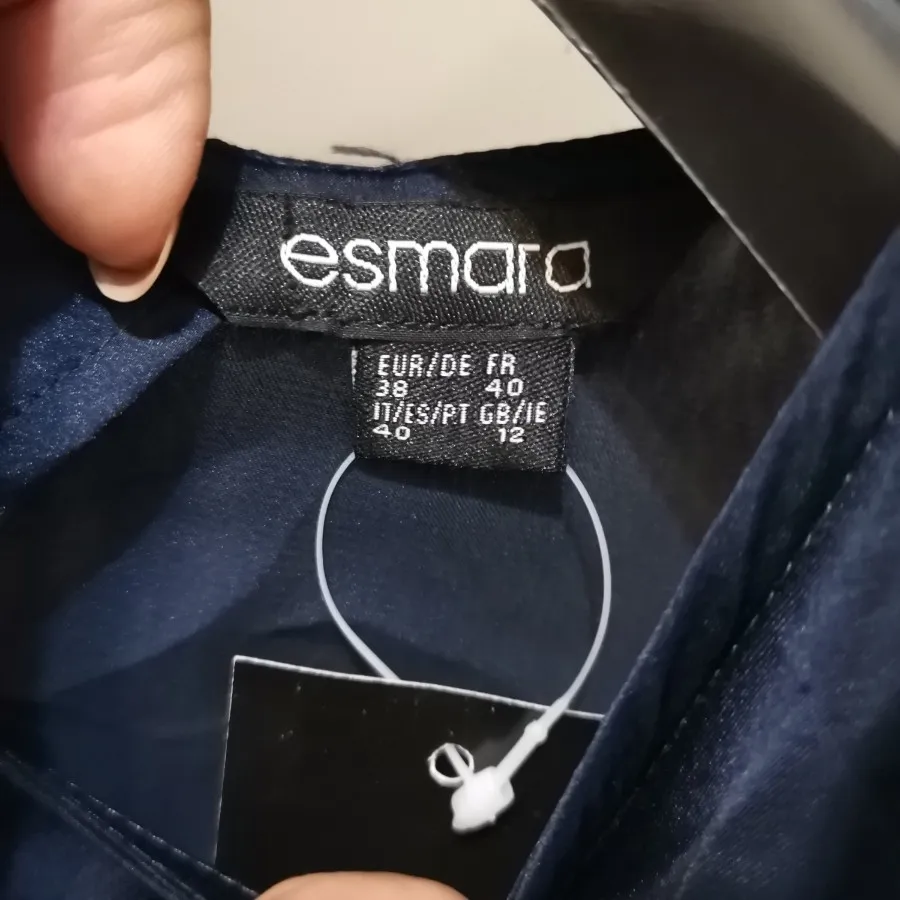 esmara
EUR/DE FR
38 40
IT/ES/PT GB/IE
40 12